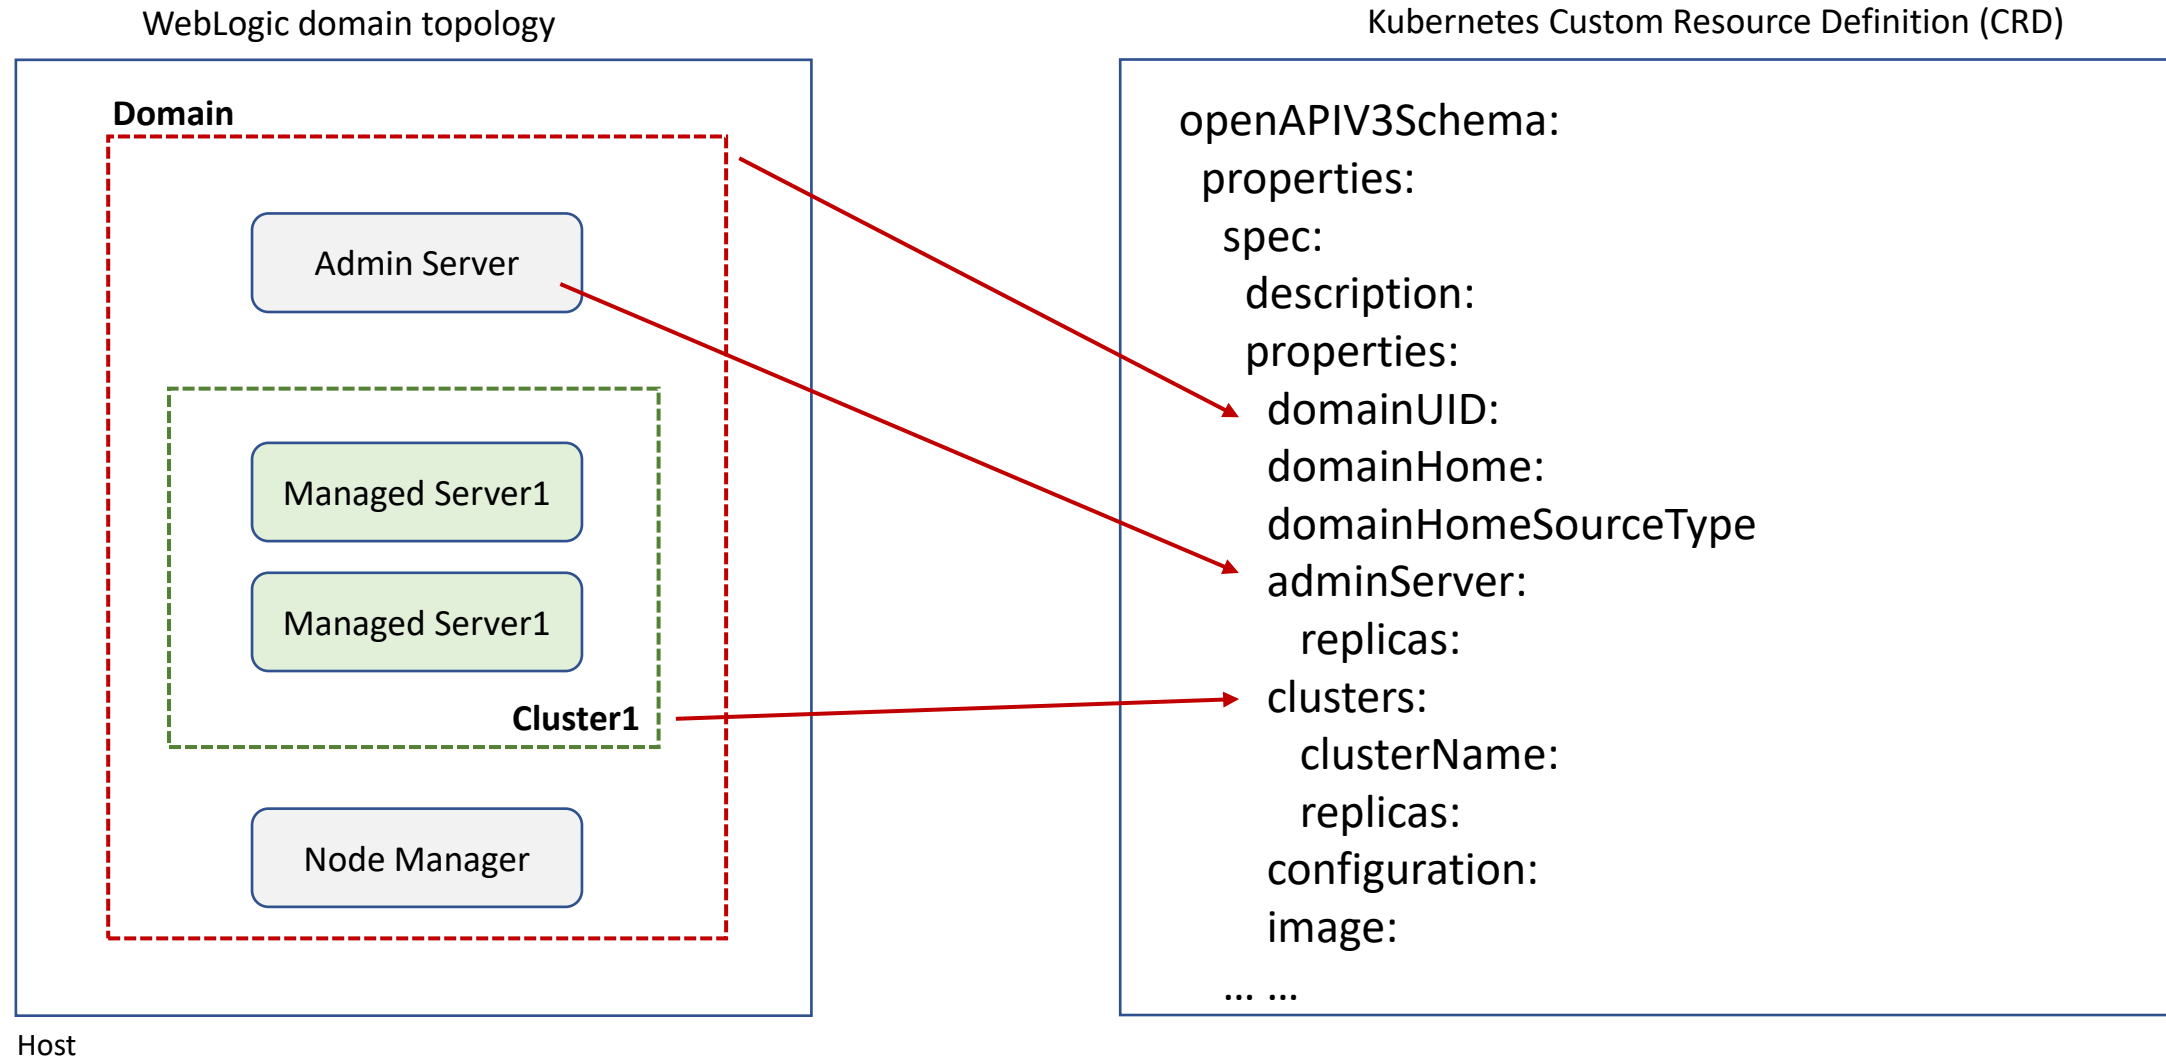 WebLogic domain topology
Domain
Admin Server
Managed Server1
Managed Server1
Cluster1
Node Manager
Host
Kubernetes Custom Resource Definition (CRD)
openAPIV3Schema:
properties:
spec:
description:
properties:
domainUID:
domainHome:
domainHomeSourceType
adminServer:
replicas:
clusters:
clusterName:
replicas:
configuration:
image:
... ...